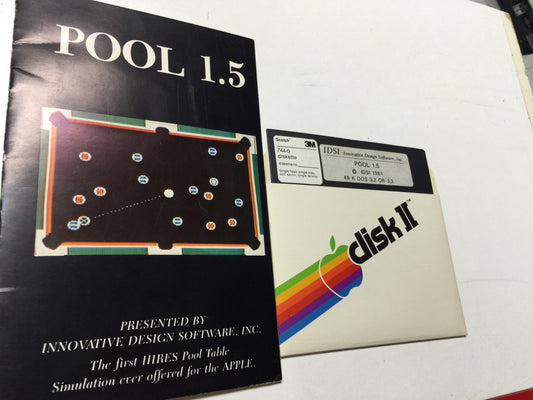 POOL 1.5
PRESENTED BY
INNOVATIVE DESIGN SOFTWARE, INC.
The first HIRES Pool Table
Simulation ever offered for the APPLE.
Scotch
3M
744-0
diskette
IDSI Innovative Design Software, Inc.
POOL 1.5
© IDSI 1981
48 K DOS 3.2 OR 3.3
disk II™